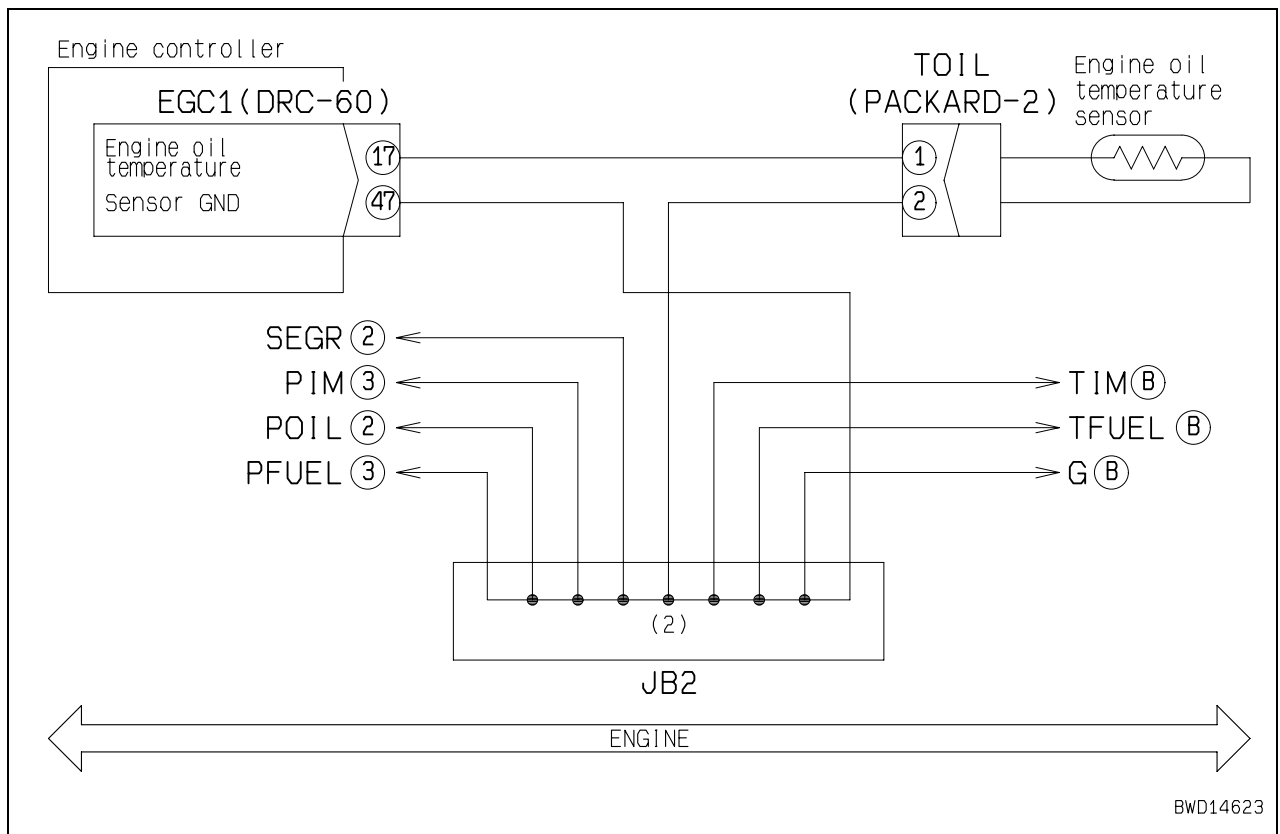 Engine controller
EGC1(DRC-60)
Engine oil
temperature
Sensor GND
17
47
TOIL
(PACKARD-2)
1
2
Engine oil
temperature
sensor
SEGR 2
PIM 3
POIL 2
PFUEL 3
TIM B
TFUEL B
G B
(2)
JB2
ENGINE
BWD14623